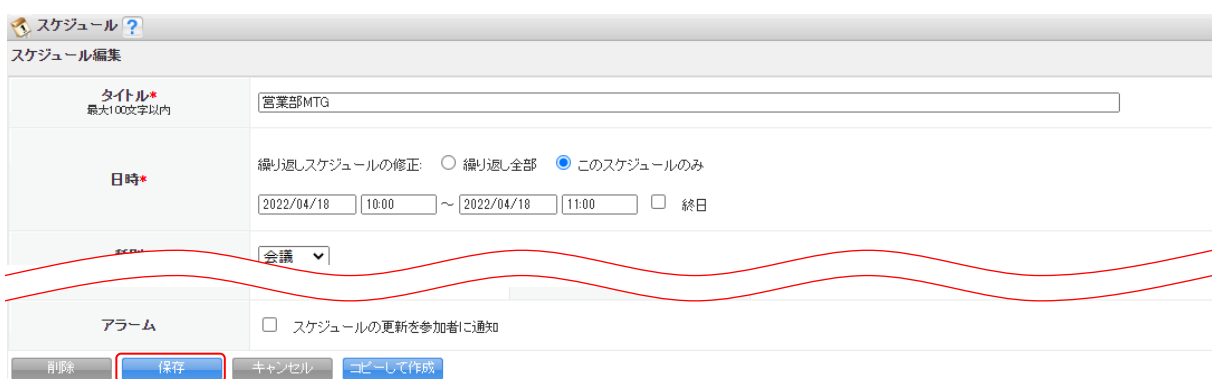 スケジュール ?
スケジュール編集
タイトル*
最大100文字以内
営業部MTG
日時*
繰り返しスケジュールの修正: 繰り返し全部 このスケジュールのみ
2022/04/18 10:00 ～ 2022/04/18 11:00 終日
会議
アラーム
スケジュールの更新を参加者に通知
削除 保存 キャンセル コピーして作成